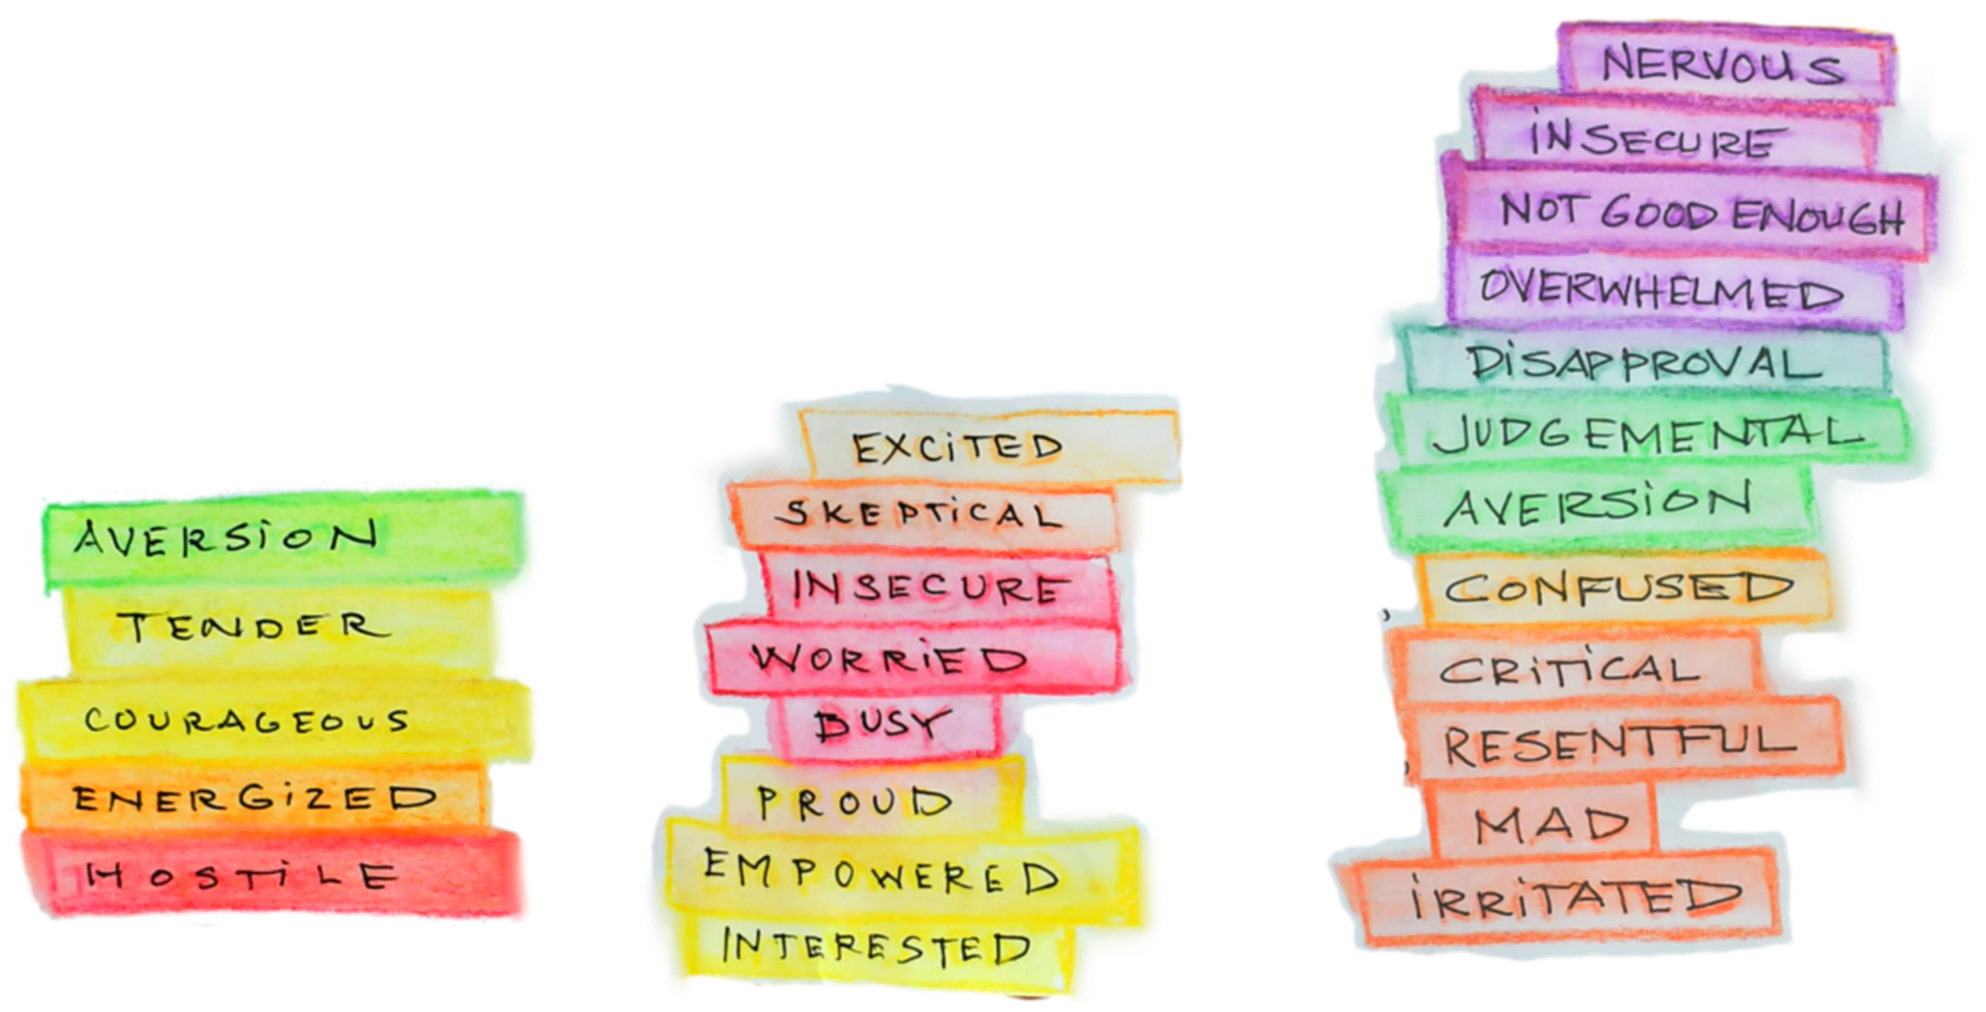 AVERSION
TENDER
COURAGEOUS
ENERGIZED
HOSTILE
EXCITED
SKEPTICAL
INSECURE
WORRIED
BUSY
PROUD
EMPOWERED
INTERESTED
NERVOUS
INSECURE
NOT GOOD ENOUGH
OVERWHELMED
DISAPPROVAL
JUDGEMENTAL
AVERSION
CONFUSED
CRITICAL
RESENTFUL
MAD
IRRITATED